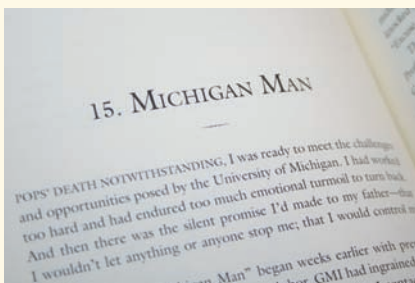 15. MICHIGAN MAN
POPS' DEATH NOTWITHSTANDING, I was ready to meet the challenges
and opportunities posed by the University of Michigan. I had worked
too hard and had endured too much emotional turmoil to turn back.
And then there was the silent promise I'd made to my father—that
I wouldn't let anything or anyone stop me; that I would control
Man" began weeks earlier with
GMI had ingrained